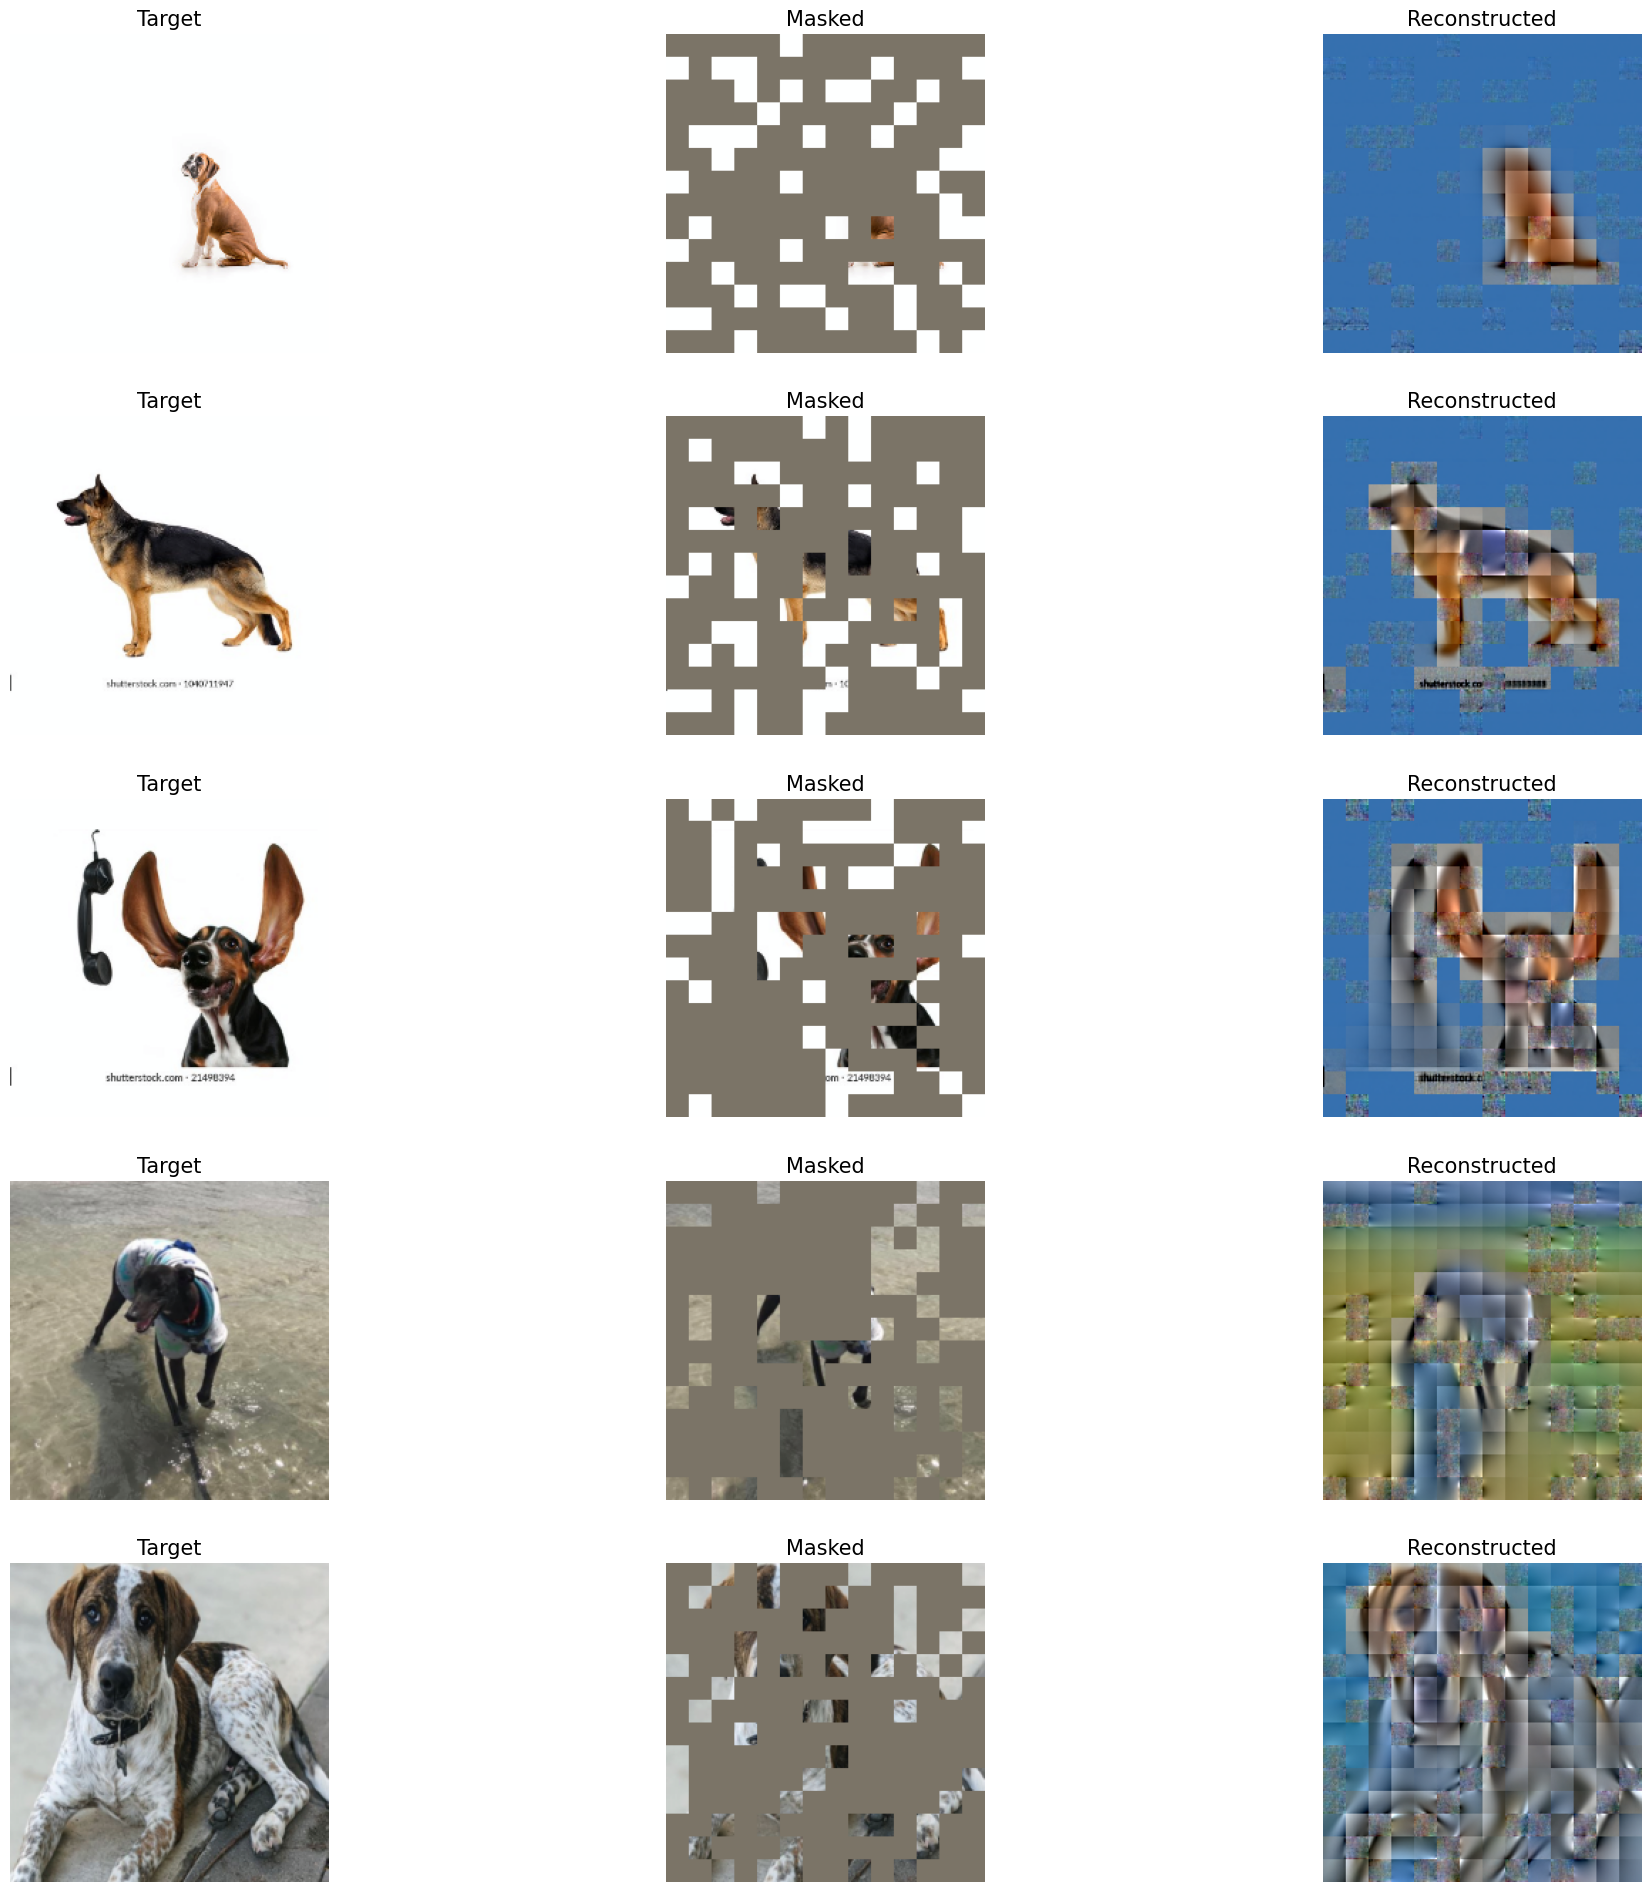 Target Masked Reconstructed
Target Masked Reconstructed
shutterstock.com · 1040711947
m · 10
shutterstock.co
Target Masked Reconstructed
shutterstock.com · 21498394
om · 21498394
shutterstock.c
Target Masked Reconstructed
Target Masked Reconstructed